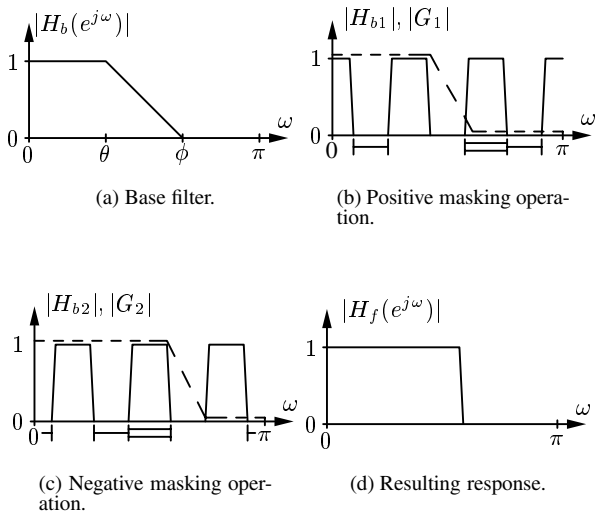 |H_b(e^{jω})|
1
0
0 θ φ π
ω
(a) Base filter.
|H_{b1}|, |G_1|
1
0
0 π
ω
(b) Positive masking opera-
tion.
|H_{b2}|, |G_2|
1
0
0 π
ω
(c) Negative masking oper-
ation.
|H_f(e^{jω})|
1
0
0 π
ω
(d) Resulting response.